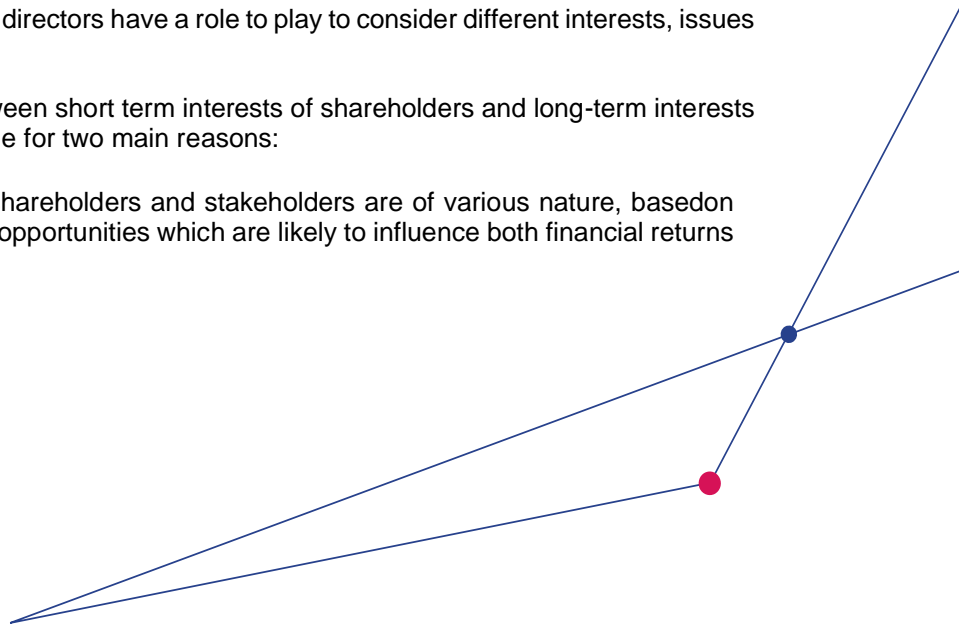 directors have a role to play to consider different interests, issues
ween short term interests of shareholders and long-term interests
e for two main reasons:
hareholders and stakeholders are of various nature, basedon
opportunities which are likely to influence both financial returns